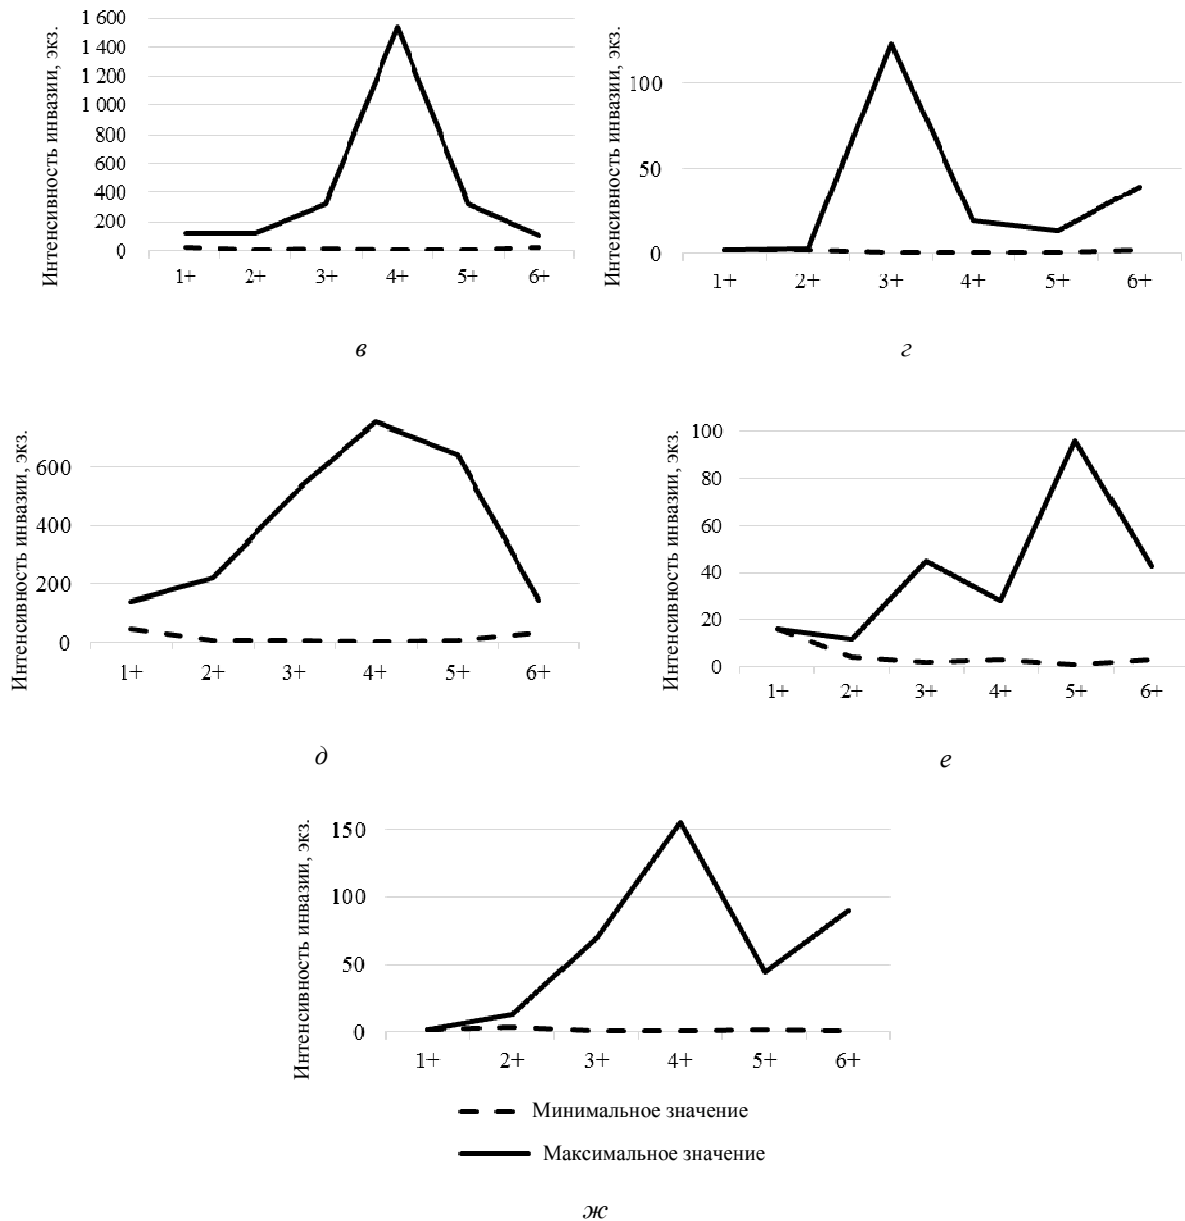 Интенсивность инвазии, экз.
1 600
1 400
1 200
1 000
800
600
400
200
0
1+ 2+ 3+ 4+ 5+ 6+
в
Интенсивность инвазии, экз.
100
50
0
1+ 2+ 3+ 4+ 5+ 6+
г
Интенсивность инвазии, экз.
600
400
200
0
1+ 2+ 3+ 4+ 5+ 6+
д
Интенсивность инвазии, экз.
100
80
60
40
20
0
1+ 2+ 3+ 4+ 5+ 6+
е
Интенсивность инвазии, экз.
150
100
50
0
1+ 2+ 3+ 4+ 5+ 6+
Минимальное значение
Максимальное значение
ж